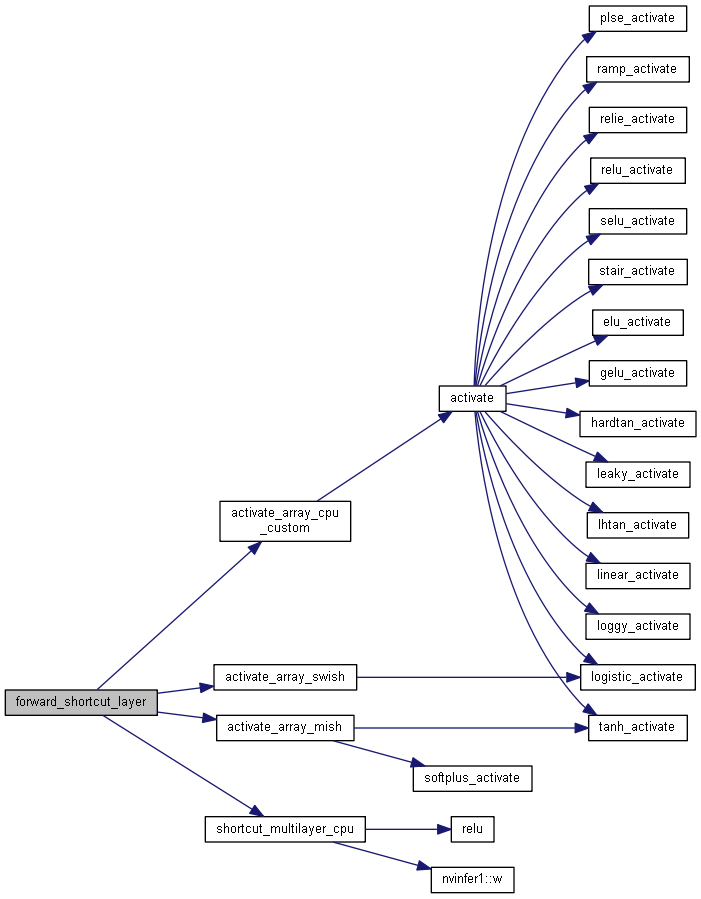 plse_activate
ramp_activate
relie_activate
relu_activate
selu_activate
stair_activate
elu_activate
gelu_activate
activate
hardtan_activate
leaky_activate
activate_array_cpu
_custom
lhtan_activate
linear_activate
loggy_activate
activate_array_swish
logistic_activate
forward_shortcut_layer
activate_array_mish
tanh_activate
softplus_activate
shortcut_multilayer_cpu
relu
nvinfer1::w